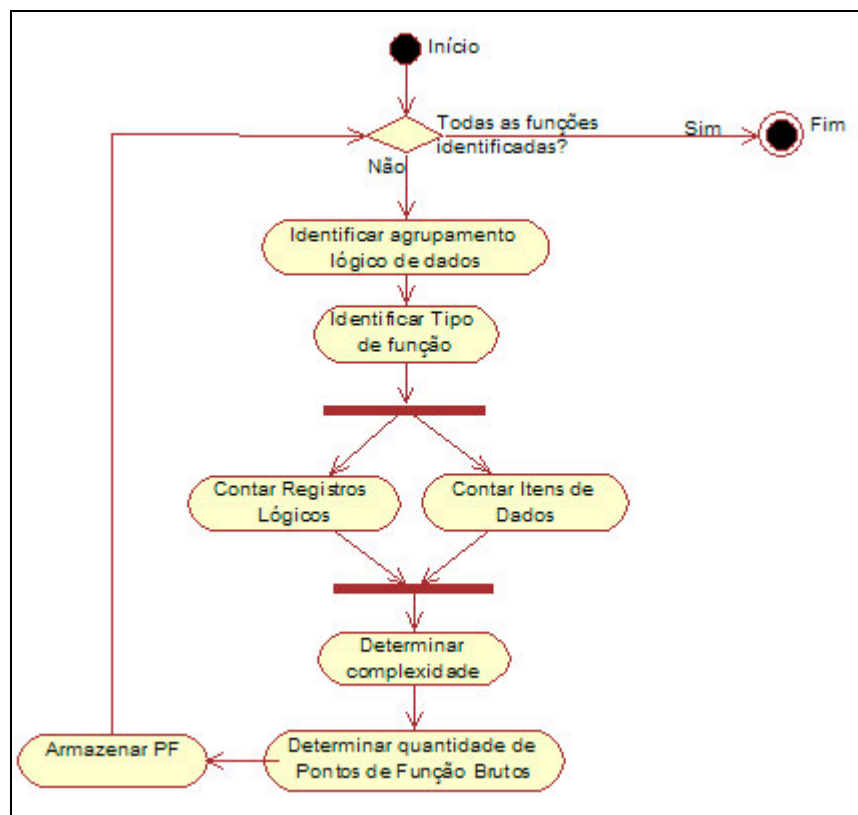 Início
Todas as funções
identificadas?
Sim
Fim
Não
Identificar agrupamento
lógico de dados
Identificar Tipo
de função
Contar Registros
Lógicos
Contar Itens de
Dados
Determinar
complexidade
Armazenar PF
Determinar quantidade de
Pontos de Função Brutos